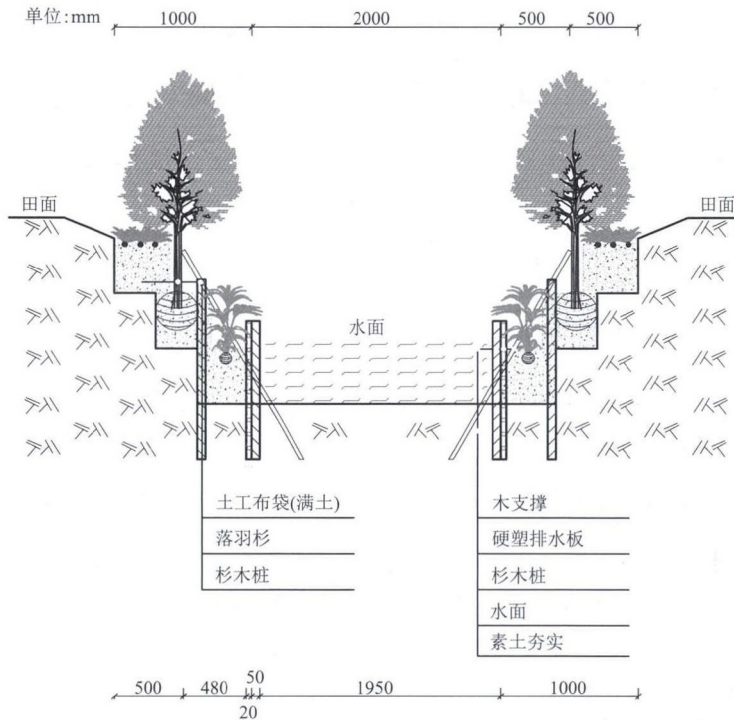 单位:mm
1000 2000 500 500
田面 田面
水面
土工布袋(满土)
落羽杉
杉木桩
木支撑
硬塑排水板
杉木桩
水面
素土夯实
500 480 50 1950 1000
20